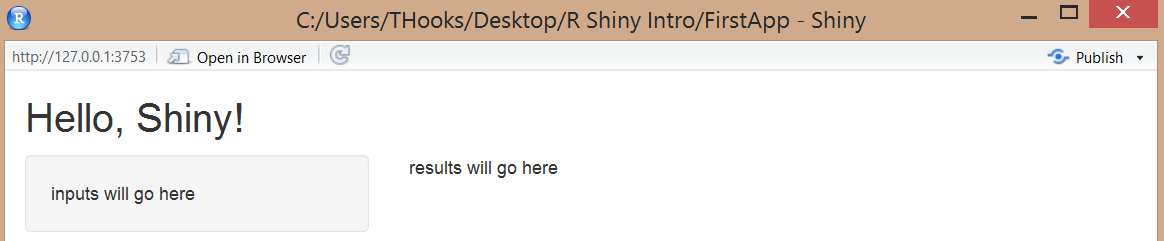 R
C:/Users/THooks/Desktop/R Shiny Intro/FirstApp - Shiny
http://127.0.0.1:3753 Open in Browser Publish
Hello, Shiny!
inputs will go here
results will go here